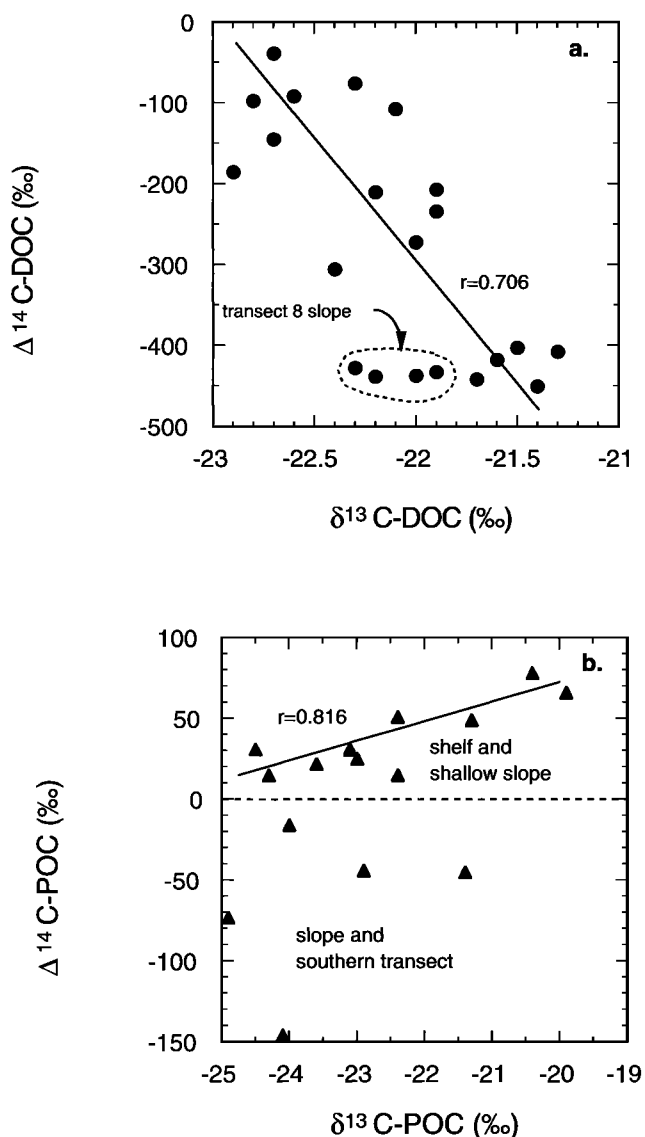 a.
0
-100
-200
-300
-400
-500
Δ 14 C-DOC (‰)
r=0.706
transect 8 slope
-23
-22.5
-22
-21.5
-21
δ13 C-DOC (‰)
b.
100
50
0
-50
-100
-150
Δ 14 C-POC (‰)
r=0.816
shelf and
shallow slope
slope and
southern transect
-25
-24
-23
-22
-21
-20
-19
δ13 C-POC (‰)